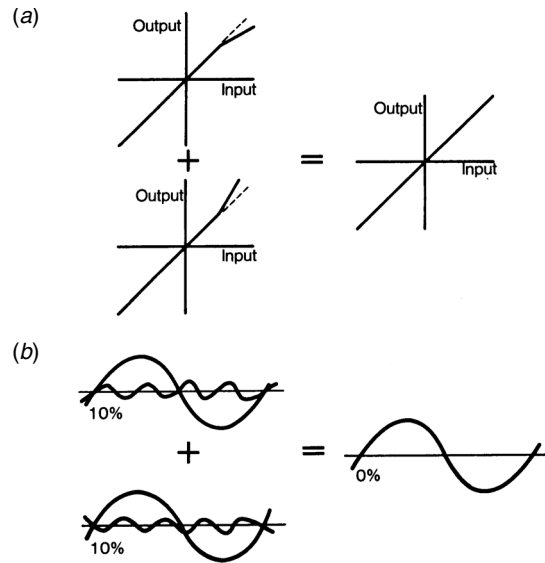 (a)
Output
Input
+
=
Output
Input
Output
Input
(b)
10%
+
=
0%
10%